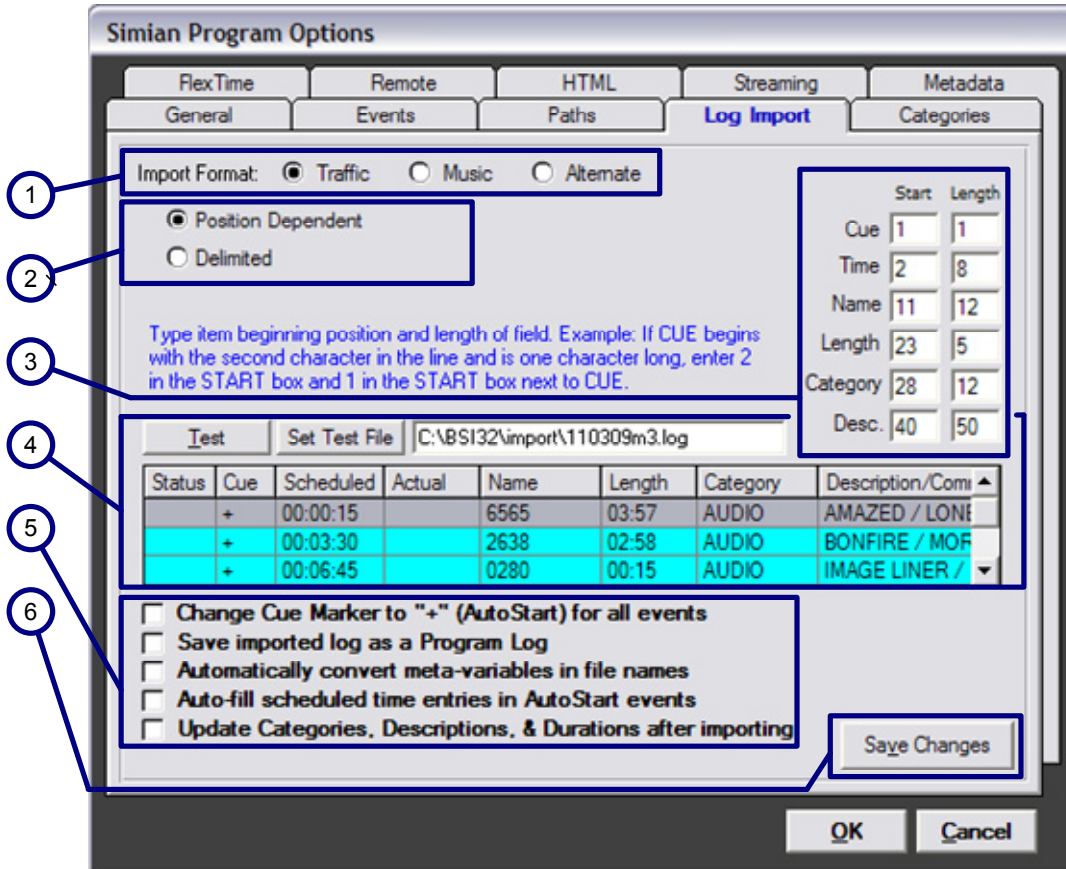 Simian Program Options
FlexTime Remote HTML Streaming Metadata
General Events Paths Log Import Categories
1
Import Format: Traffic Music Alternate
2
Position Dependent
Delimited
Start Length
Cue 1 1
Time 2 8
Name 11 12
Length 23 5
Category 28 12
Desc. 40 50
3
Type item beginning position and length of field. Example: If CUE begins
with the second character in the line and is one character long, enter 2
in the START box and 1 in the START box next to CUE.
4
Test Set Test File C:\BSI32\import\110309m3.log
Status Cue Scheduled Actual Name Length Category Description/Com
+ 00:00:15 6565 03:57 AUDIO AMAZED / LONE
+ 00:03:30 2638 02:58 AUDIO BONFIRE / MOR
+ 00:06:45 0280 00:15 AUDIO IMAGE LINER /
5
Change Cue Marker to "+" (AutoStart) for all events
Save imported log as a Program Log
Automatically convert meta-variables in file names
Auto-fill scheduled time entries in AutoStart events
Update Categories, Descriptions, & Durations after importing
6
Save Changes
OK Cancel